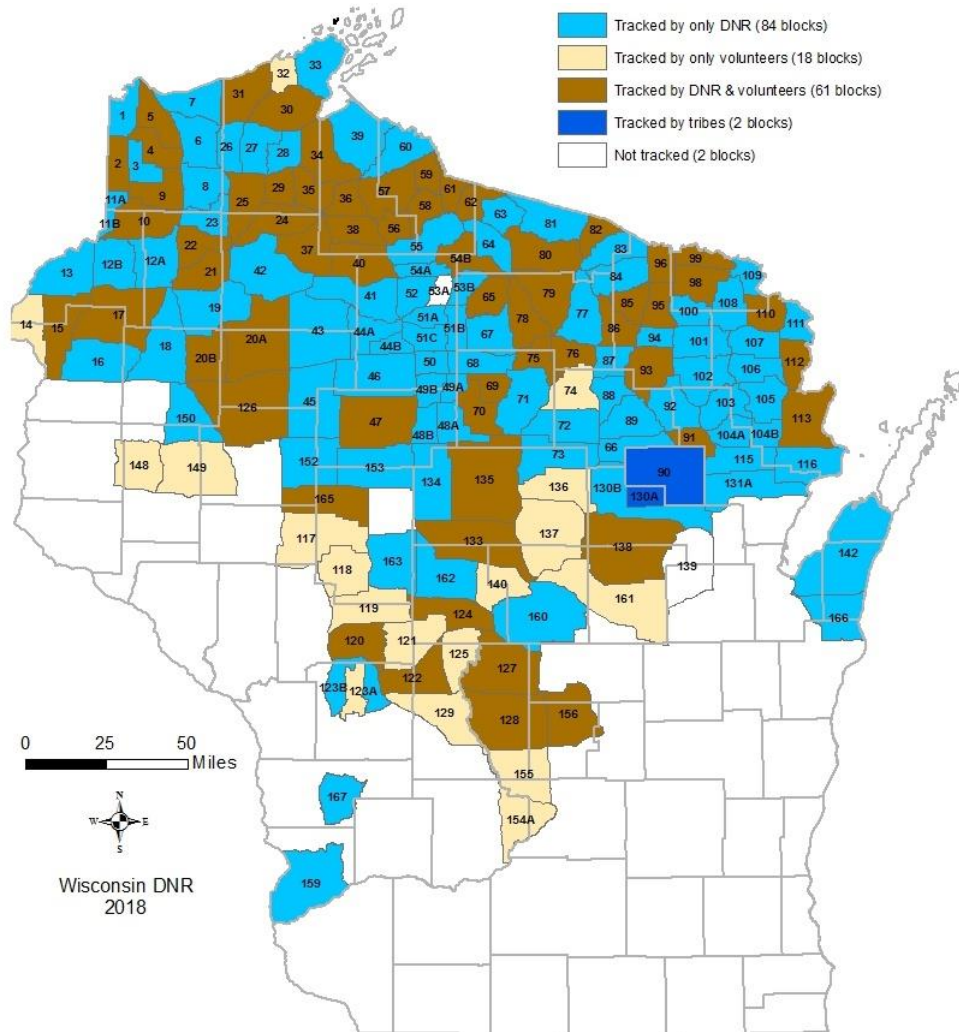 Tracked by only DNR (84 blocks)
Tracked by only volunteers (18 blocks)
Tracked by DNR & volunteers (61 blocks)
Tracked by tribes (2 blocks)
Not tracked (2 blocks)
32 33
31
7 30
1 5
39
6 26 27 28 60
4 34
2 3 59
8 29 35 57 61
9 25 36 58 62
11A 63
10 23 24 38 56 81 82
11B 22 37 55 64 83
12B 12A 54B 80 96 99
13 21 42 40 54A 84 98 109
53A 53B
41 52 65 79 85 95 108
19 100 110
14 15 17 51A 78 77 111
43 44A 51B 67 86 94 101 107
18 20A 44B 51C
16 20B 50 68 75 76 87 93 102 106 112
46 49B 49A 69
126 45 74 88 92 103 105
150 47 70 71 89 113
48B 48A 72 91 104A 104B
148 149 152 153 73 66 115 116
134 135 136 130B 90 131A
165 130A
117 133 137 138 142
118 163 162 140 139
119 160 161 166
120 121 124
125 127
123B 123A 122
129 128 156
155
167
154A
159
0 25 50
Miles
N
W E
S
Wisconsin DNR
2018